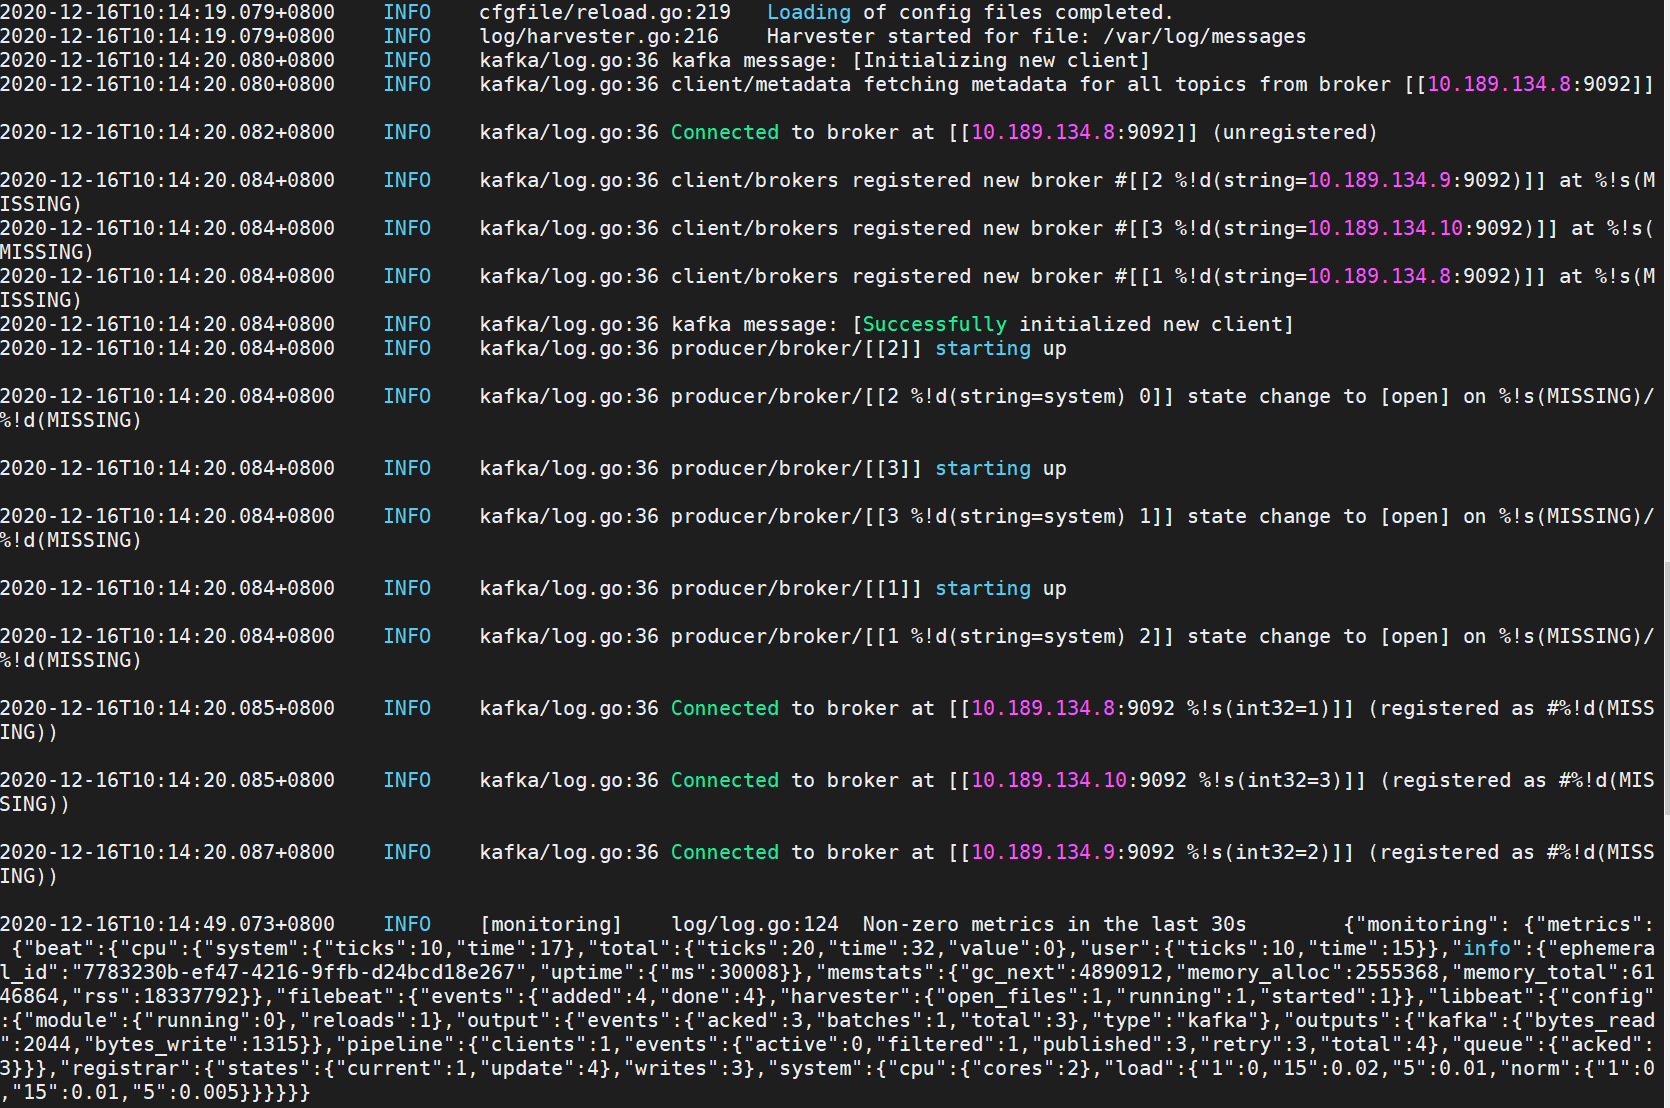 2020-12-16T10:14:19.079+0800    INFO    cfgfile/reload.go:219   Loading of config files completed.
2020-12-16T10:14:19.079+0800    INFO    log/harvester.go:216    Harvester started for file: /var/log/messages
2020-12-16T10:14:20.080+0800    INFO    kafka/log.go:36 kafka message: [Initializing new client]
2020-12-16T10:14:20.080+0800    INFO    kafka/log.go:36 client/metadata fetching metadata for all topics from broker [[10.189.134.8:9092]]
2020-12-16T10:14:20.082+0800    INFO    kafka/log.go:36 Connected to broker at [[10.189.134.8:9092]] (unregistered)
2020-12-16T10:14:20.084+0800    INFO    kafka/log.go:36 client/brokers registered new broker #[[2 %!d(string=10.189.134.9:9092)]] at %!s(M
ISSING)
2020-12-16T10:14:20.084+0800    INFO    kafka/log.go:36 client/brokers registered new broker #[[3 %!d(string=10.189.134.10:9092)]] at %!s(
MISSING)
2020-12-16T10:14:20.084+0800    INFO    kafka/log.go:36 client/brokers registered new broker #[[1 %!d(string=10.189.134.8:9092)]] at %!s(M
ISSING)
2020-12-16T10:14:20.084+0800    INFO    kafka/log.go:36 kafka message: [Successfully initialized new client]
2020-12-16T10:14:20.084+0800    INFO    kafka/log.go:36 producer/broker/[[2]] starting up
2020-12-16T10:14:20.084+0800    INFO    kafka/log.go:36 producer/broker/[[2 %!d(string=system) 0]] state change to [open] on %!s(MISSING)/
%!d(MISSING)
2020-12-16T10:14:20.084+0800    INFO    kafka/log.go:36 producer/broker/[[3]] starting up
2020-12-16T10:14:20.084+0800    INFO    kafka/log.go:36 producer/broker/[[3 %!d(string=system) 1]] state change to [open] on %!s(MISSING)/
%!d(MISSING)
2020-12-16T10:14:20.084+0800    INFO    kafka/log.go:36 producer/broker/[[1]] starting up
2020-12-16T10:14:20.084+0800    INFO    kafka/log.go:36 producer/broker/[[1 %!d(string=system) 2]] state change to [open] on %!s(MISSING)/
%!d(MISSING)
2020-12-16T10:14:20.085+0800    INFO    kafka/log.go:36 Connected to broker at [[10.189.134.8:9092 %!s(int32=1)]] (registered as #%!d(MISS
ING))
2020-12-16T10:14:20.085+0800    INFO    kafka/log.go:36 Connected to broker at [[10.189.134.10:9092 %!s(int32=3)]] (registered as #%!d(MIS
SING))
2020-12-16T10:14:20.087+0800    INFO    kafka/log.go:36 Connected to broker at [[10.189.134.9:9092 %!s(int32=2)]] (registered as #%!d(MISS
ING))
2020-12-16T10:14:49.073+0800    INFO    [monitoring]    log/log.go:124  Non-zero metrics in the last 30s        {"monitoring": {"metrics":
 {"beat":{"cpu":{"system":{"ticks":10,"time":17},"total":{"ticks":20,"time":32,"value":0},"user":{"ticks":10,"time":15}},"info":{"ephemera
l_id":"7783230b-ef47-4216-9ffb-d24bcd18e267","uptime":{"ms":30008}},"memstats":{"gc_next":4890912,"memory_alloc":2555368,"memory_total":61
46864,"rss":18337792}},"filebeat":{"events":{"added":4,"done":4},"harvester":{"open_files":1,"running":1,"started":1}},"libbeat":{"config"
:{"module":{"running":0},"reloads":1},"output":{"events":{"acked":3,"batches":1,"total":3},"type":"kafka"},"outputs":{"kafka":{"bytes_read
":2044,"bytes_write":1315}},"pipeline":{"clients":1,"events":{"active":0,"filtered":1,"published":3,"retry":3,"total":4},"queue":{"acked":
3}}},"registrar":{"states":{"current":1,"update":4},"writes":3},"system":{"cpu":{"cores":2},"load":{"1":0,"15":0.02,"5":0.01,"norm":{"1":0
,"15":0.01,"5":0.005}}}}}}